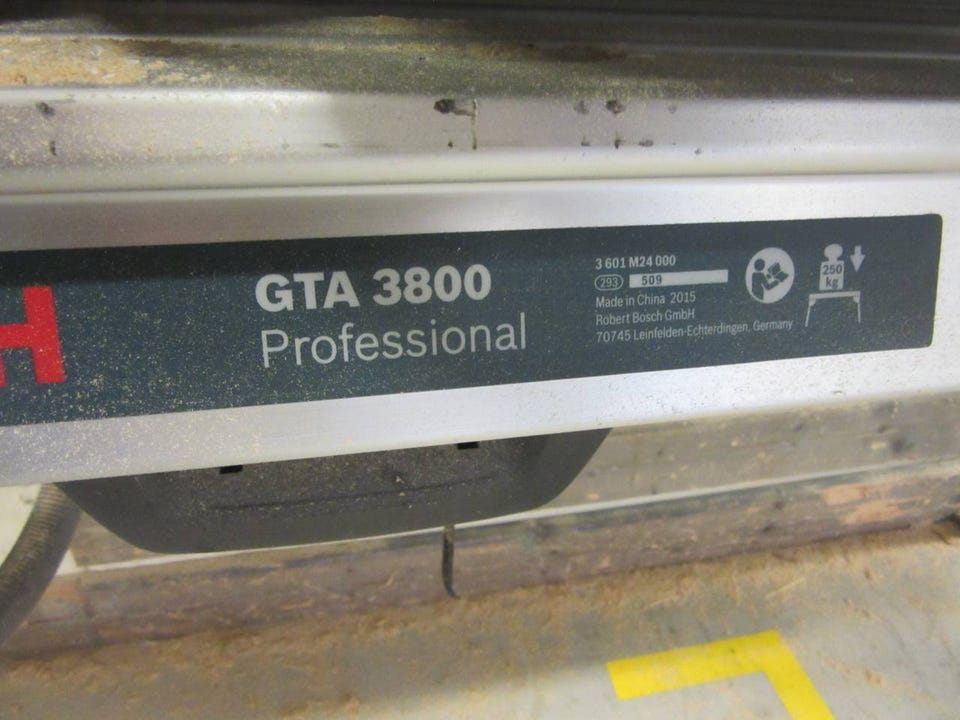 H
GTA 3800
Professional
3 601 M24 000
293 509
Made in China 2015
Robert Bosch GmbH
70745 Leinfelden-Echterdingen, Germany
250
kg